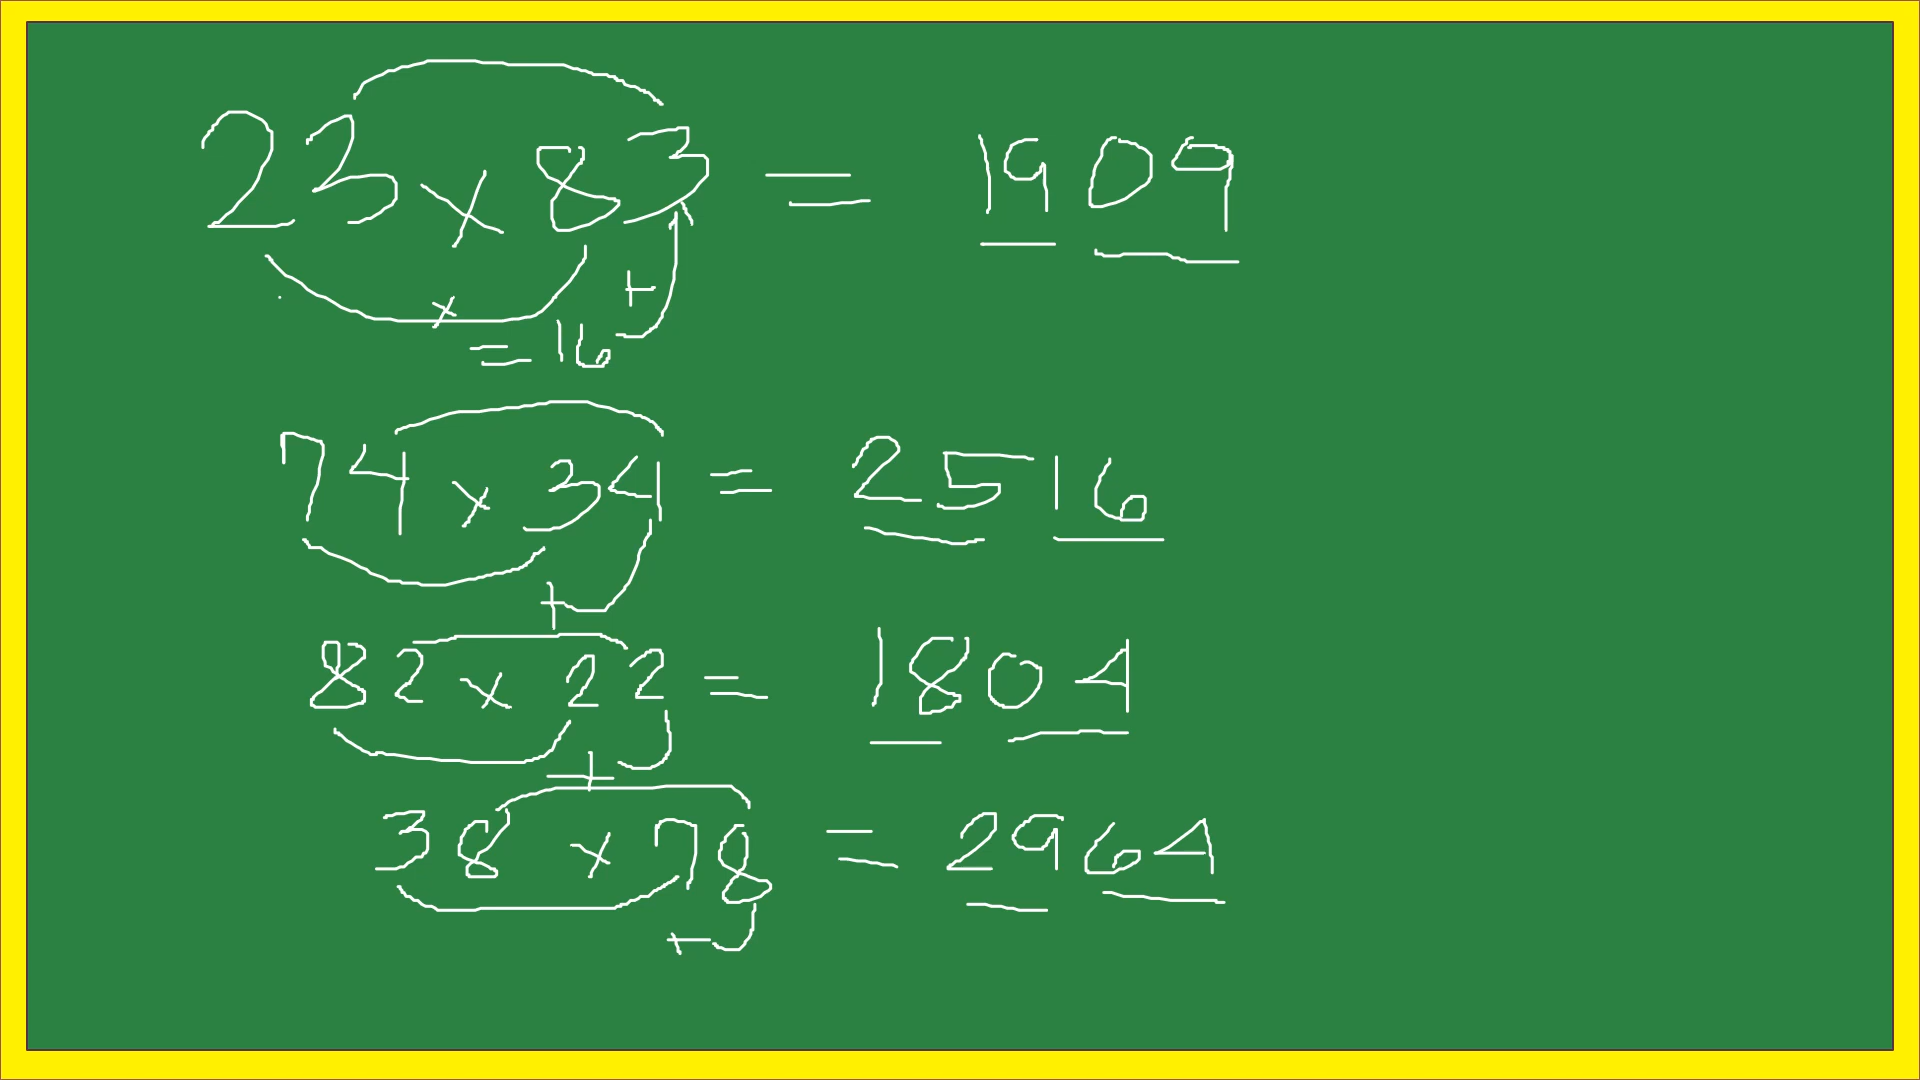 23 x 83 = 1909
x +
= 16
74 x 34 = 2516
+
82 x 22 = 1804
+
38 x 78 = 2964
+